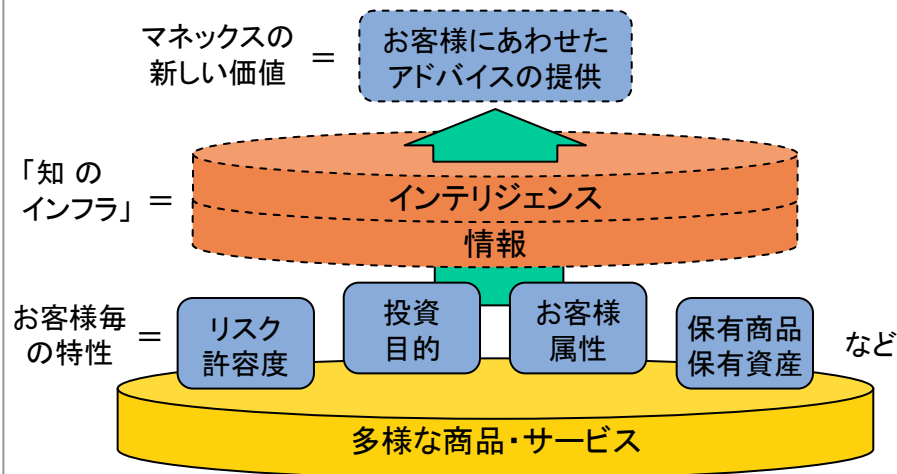 マネックスの
新しい価値
＝
お客様にあわせた
アドバイスの提供
「知 の
インフラ」
＝
インテリジェンス
情報
お客様毎
の特性
＝
リスク
許容度
投資
目的
お客様
属性
保有商品
保有資産
など
多様な商品・サービス